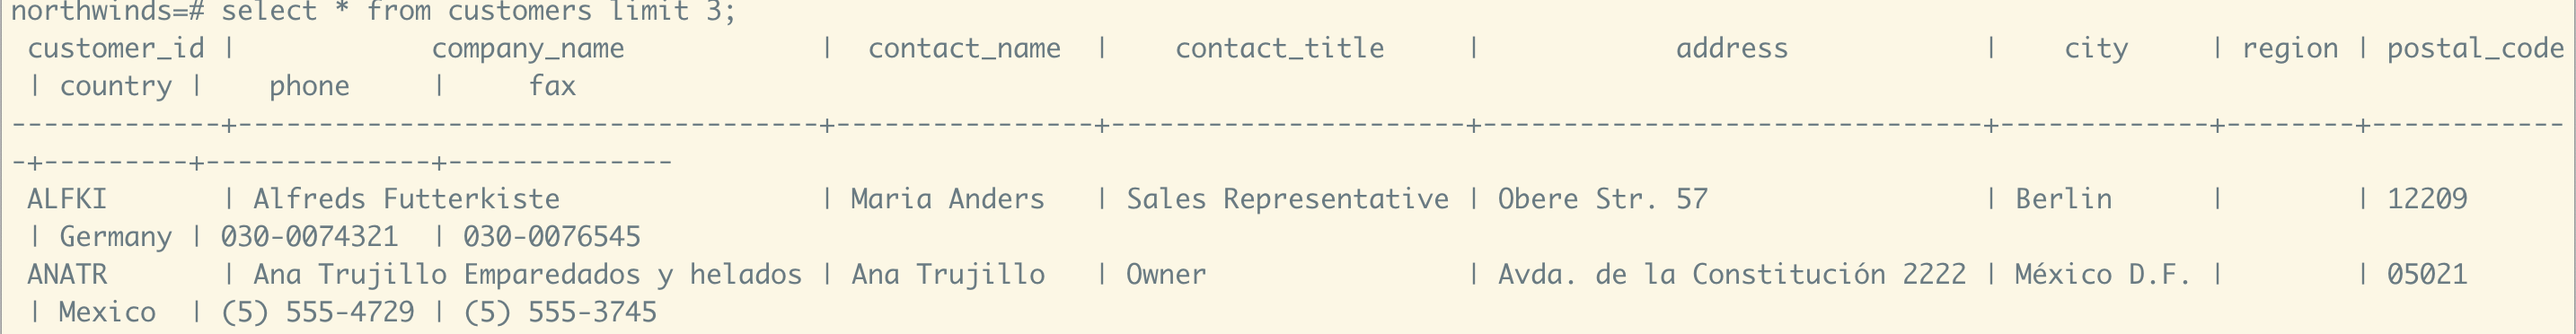 northwinds=# select * from customers limit 3;
 customer_id |            company_name            |  contact_name  |    contact_title     |            address            |    city     | region | postal_code
 | country |    phone     |     fax
-------------+------------------------------------+----------------+----------------------+-------------------------------+-------------+--------+------------
-+---------+--------------+--------------
 ALFKI       | Alfreds Futterkiste                | Maria Anders   | Sales Representative | Obere Str. 57                 | Berlin      |        | 12209
 | Germany | 030-0074321  | 030-0076545
 ANATR       | Ana Trujillo Emparedados y helados | Ana Trujillo   | Owner                | Avda. de la Constitución 2222 | México D.F. |        | 05021
 | Mexico  | (5) 555-4729 | (5) 555-3745